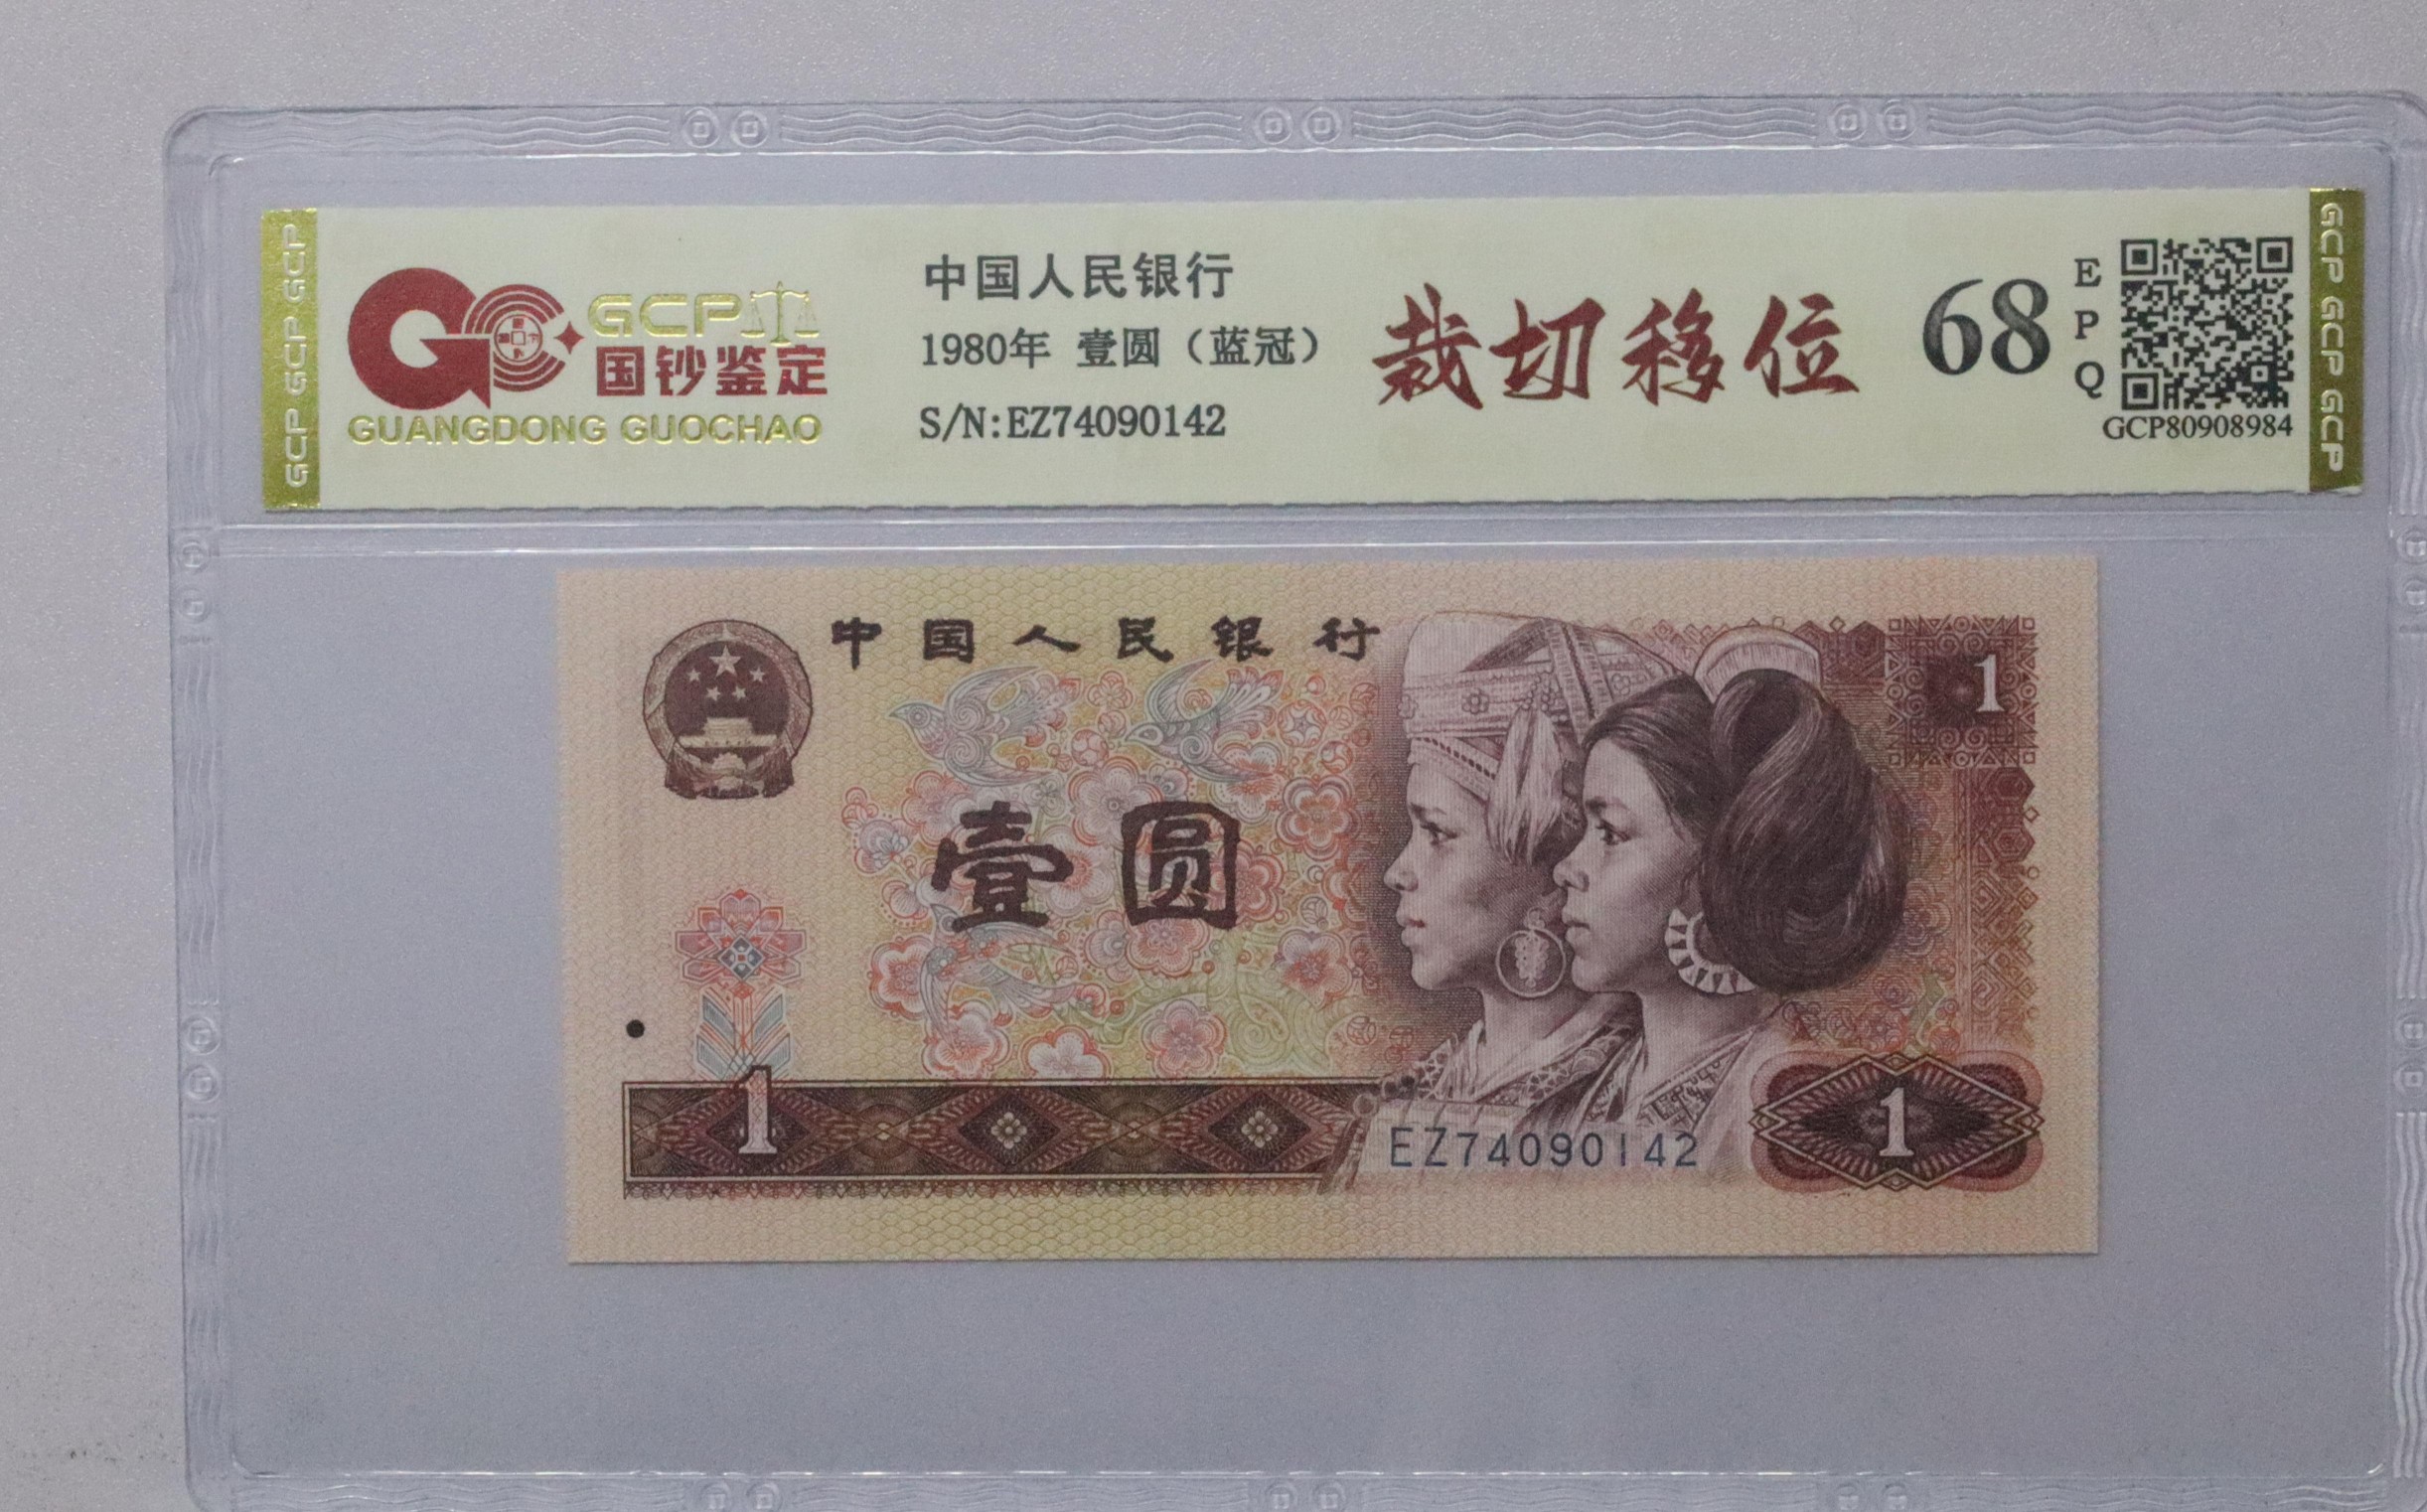 GCP GCP GCP
GCP
国钞鉴定
GUANGDONG GUOCHAO
中国人民银行
1980年 壹圆（蓝冠）
S/N:EZ74090142
裁切移位
68
EPQ
GCP80908984
GCP GCP GCP
中国人民银行
1
壹圆
1
EZ74090142
1